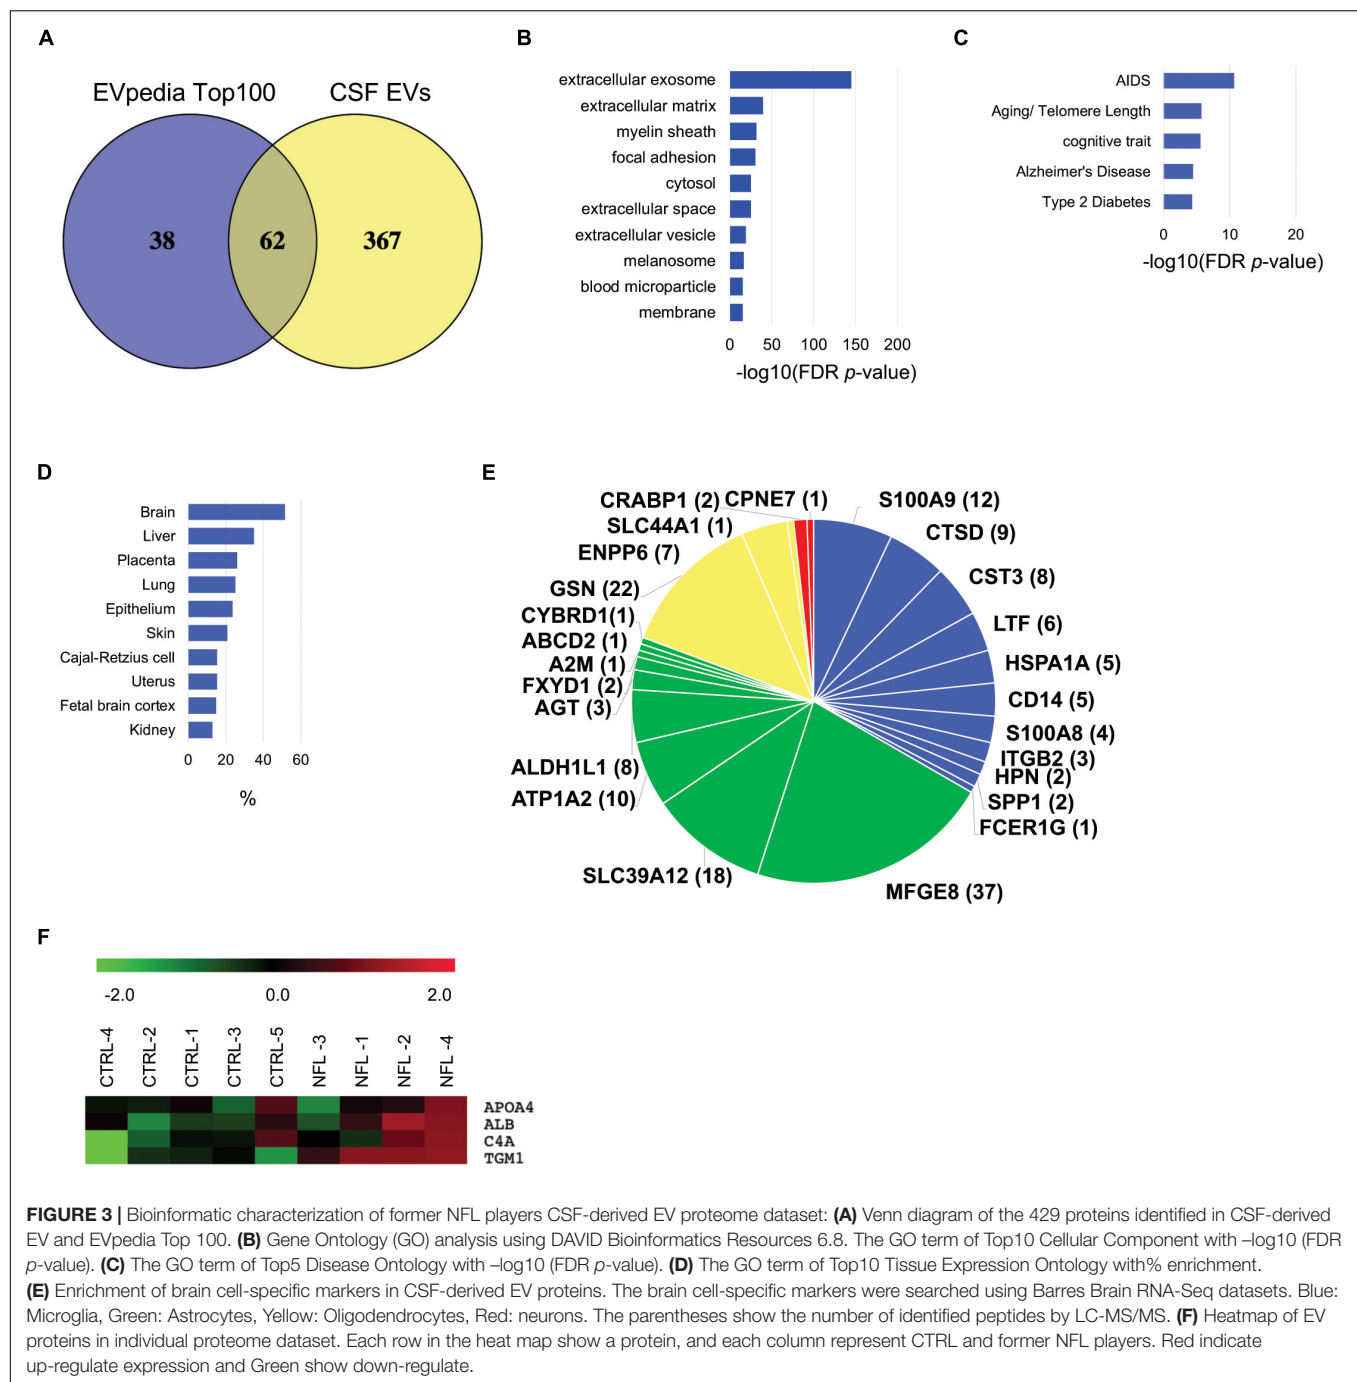 A
EVpedia Top100
CSF EVs
38
62
367
B
extracellular exosome
extracellular matrix
myelin sheath
focal adhesion
cytosol
extracellular space
extracellular vesicle
melanosome
blood microparticle
membrane
0 50 100 150 200
-log10(FDR p-value)
C
AIDS
Aging/ Telomere Length
cognitive trait
Alzheimer's Disease
Type 2 Diabetes
0 10 20
-log10(FDR p-value)
D
Brain
Liver
Placenta
Lung
Epithelium
Skin
Cajal-Retzius cell
Uterus
Fetal brain cortex
Kidney
0 20 40 60
%
E
CRABP1 (2)
CPNE7 (1)
SLC44A1 (1)
ENPP6 (7)
GSN (22)
CYBRD1(1)
ABCD2 (1)
A2M (1)
FXYD1 (2)
AGT (3)
ALDH1L1 (8)
ATP1A2 (10)
SLC39A12 (18)
S100A9 (12)
CTSD (9)
CST3 (8)
LTF (6)
HSPA1A (5)
CD14 (5)
S100A8 (4)
ITGB2 (3)
HPN (2)
SPP1 (2)
FCER1G (1)
MFGE8 (37)
F
-2.0 0.0 2.0
CTRL-4
CTRL-2
CTRL-1
CTRL-3
CTRL-5
NFL -3
NFL -1
NFL -2
NFL -4
APOA4
ALB
C4A
TGM1
FIGURE 3 | Bioinformatic characterization of former NFL players CSF-derived EV proteome dataset: (A) Venn diagram of the 429 proteins identified in CSF-derived
EV and EVpedia Top 100. (B) Gene Ontology (GO) analysis using DAVID Bioinformatics Resources 6.8. The GO term of Top10 Cellular Component with –log10 (FDR
p-value). (C) The GO term of Top5 Disease Ontology with –log10 (FDR p-value). (D) The GO term of Top10 Tissue Expression Ontology with% enrichment.
(E) Enrichment of brain cell-specific markers in CSF-derived EV proteins. The brain cell-specific markers were searched using Barres Brain RNA-Seq datasets. Blue:
Microglia, Green: Astrocytes, Yellow: Oligodendrocytes, Red: neurons. The parentheses show the number of identified peptides by LC-MS/MS. (F) Heatmap of EV
proteins in individual proteome dataset. Each row in the heat map show a protein, and each column represent CTRL and former NFL players. Red indicate
up-regulate expression and Green show down-regulate.